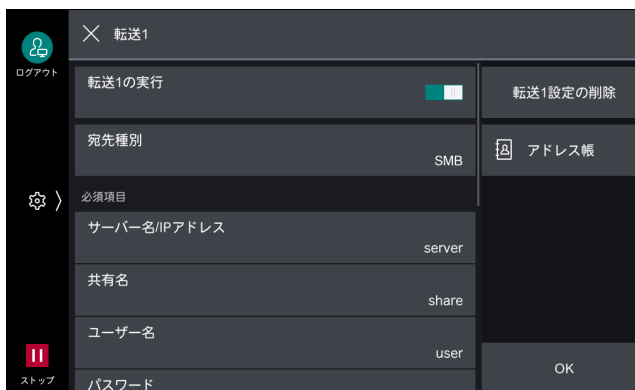 転送1
ログアウト
転送1の実行
転送1設定の削除
宛先種別
SMB
アドレス帳
必須項目
サーバー名/IPアドレス
server
共有名
share
ユーザー名
user
OK
ストップ
パスワード